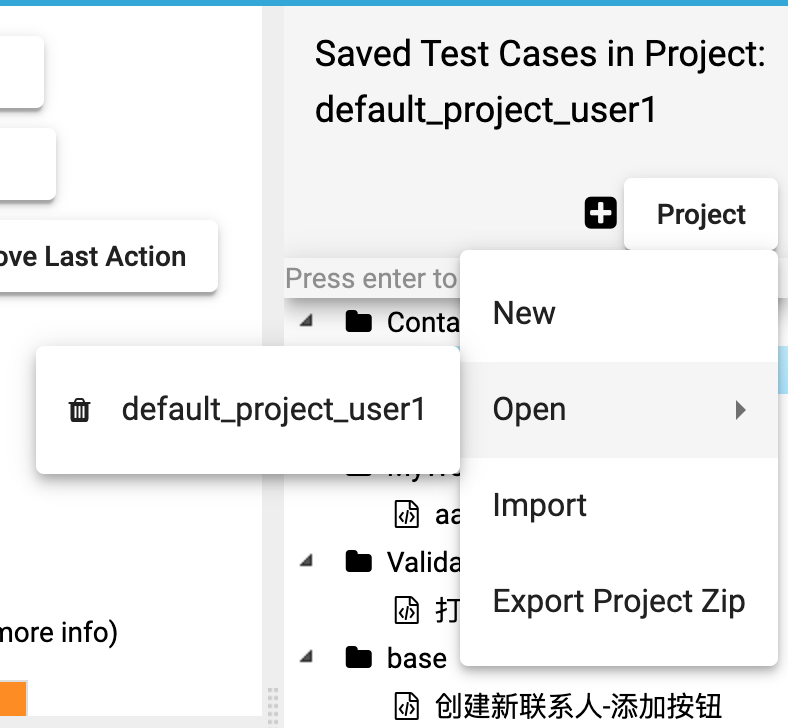 Saved Test Cases in Project:
default_project_user1
Project
ove Last Action
Press enter to
New
Conta
default_project_user1
Open
aa
Import
Valida
打
Export Project Zip
more info)
base
创建新联系人-添加按钮